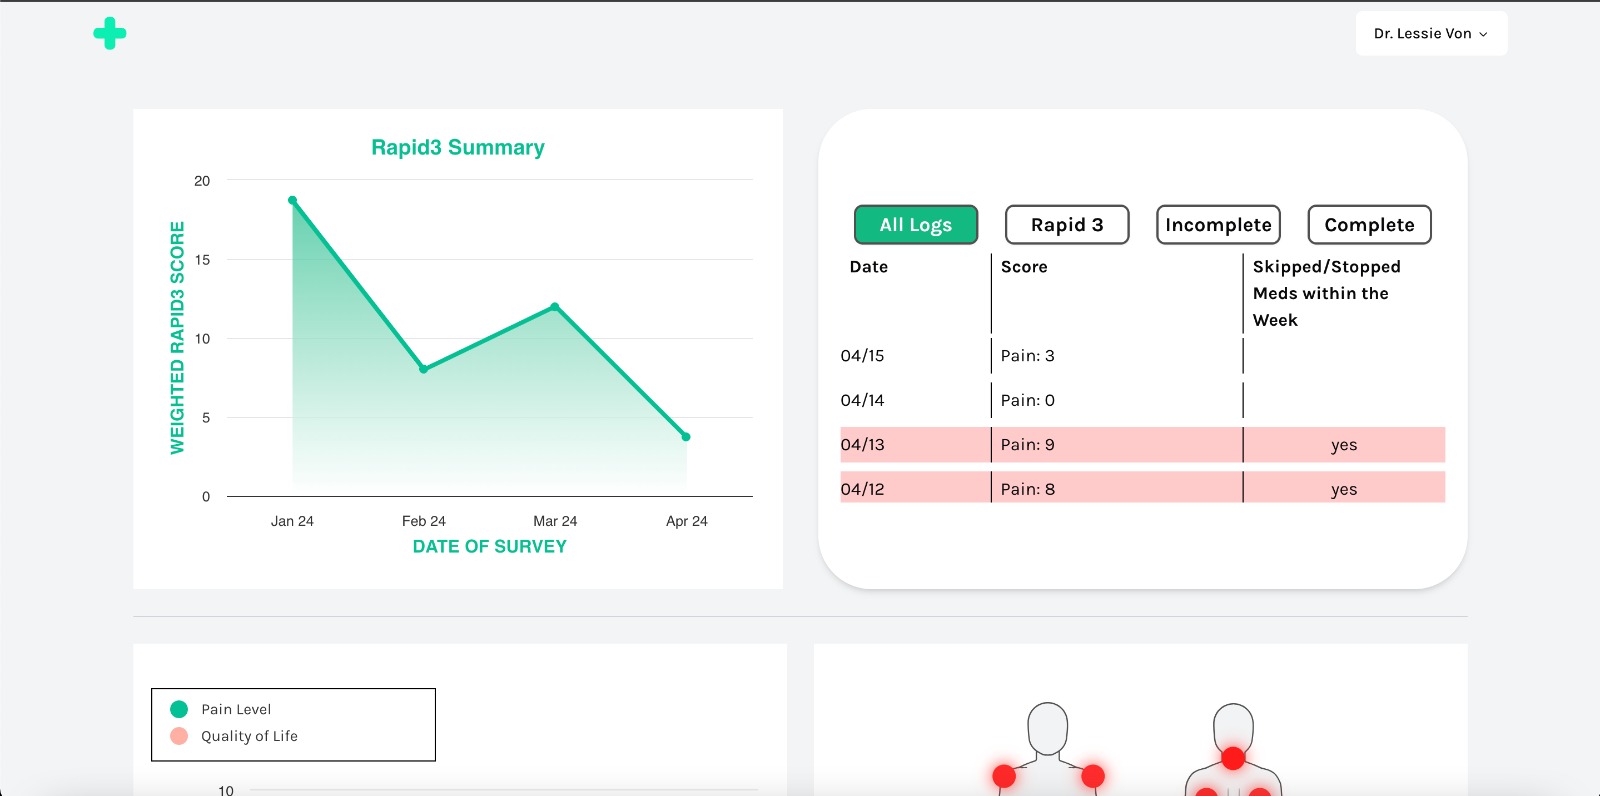 Dr. Lessie Von
Rapid3 Summary
WEIGHTED RAPID3 SCORE
20
15
10
5
0
Jan 24 Feb 24 Mar 24 Apr 24
DATE OF SURVEY
All Logs Rapid 3 Incomplete Complete
Date Score Skipped/Stopped
Meds within the
Week
04/15 Pain: 3
04/14 Pain: 0
04/13 Pain: 9 yes
04/12 Pain: 8 yes
Pain Level
Quality of Life
10